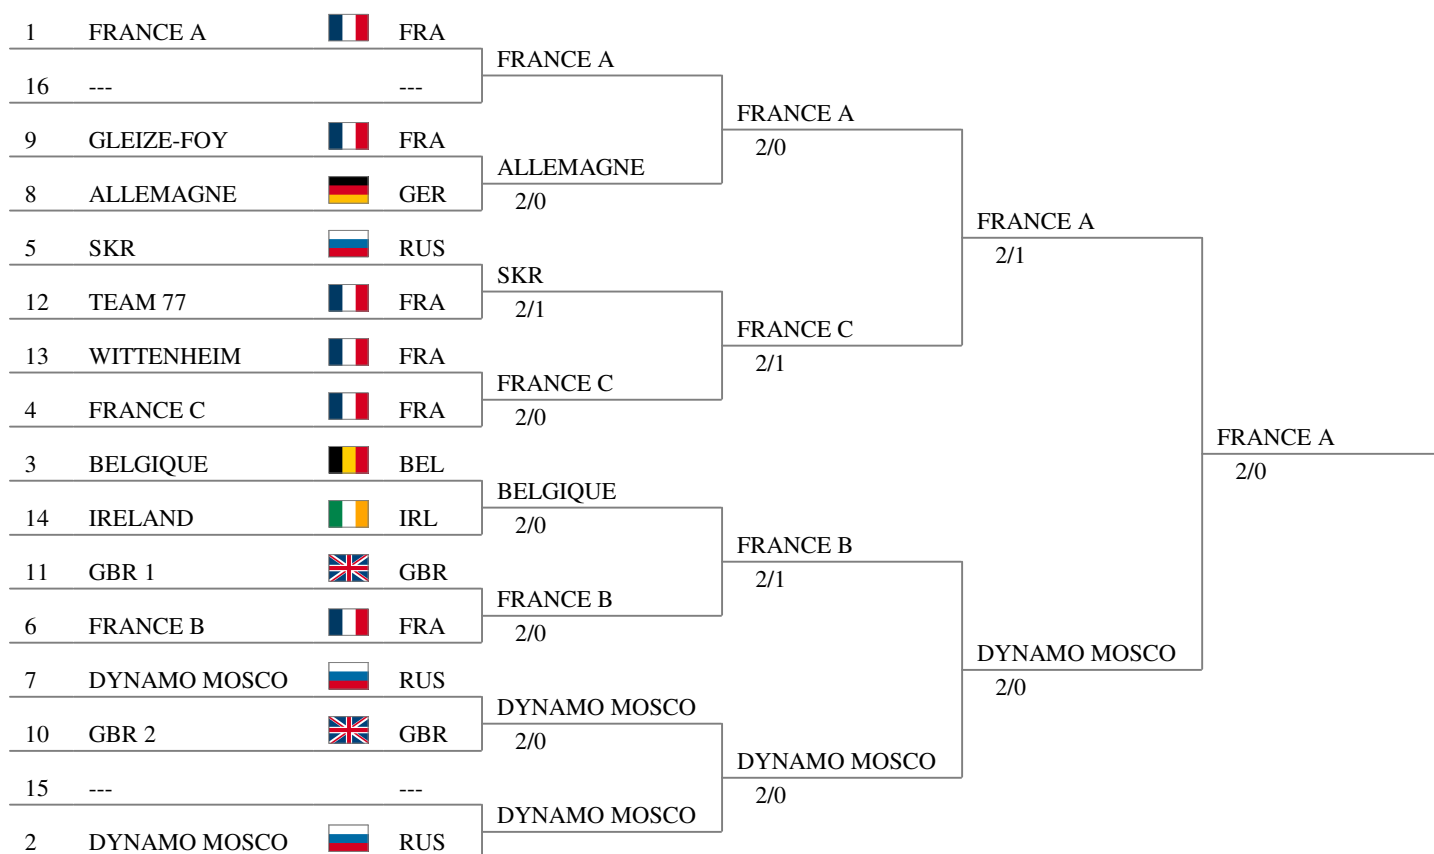 1 FRANCE A FRA
FRANCE A
16 --- ---
FRANCE A
2/0
9 GLEIZE-FOY FRA
ALLEMAGNE
2/0
8 ALLEMAGNE GER
FRANCE A
2/1
5 SKR RUS
SKR
2/1
12 TEAM 77 FRA
FRANCE C
2/1
13 WITTENHEIM FRA
FRANCE C
2/0
4 FRANCE C FRA
FRANCE A
2/0
3 BELGIQUE BEL
BELGIQUE
2/0
14 IRELAND IRL
FRANCE B
2/1
11 GBR 1 GBR
FRANCE B
2/0
6 FRANCE B FRA
DYNAMO MOSCO
2/0
7 DYNAMO MOSCO RUS
DYNAMO MOSCO
2/0
10 GBR 2 GBR
DYNAMO MOSCO
2/0
15 --- ---
DYNAMO MOSCO
2 DYNAMO MOSCO RUS